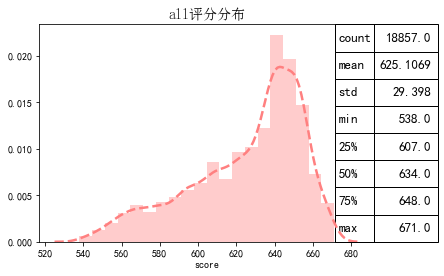 all评分分布
0.020
0.015
0.010
0.005
0.000
520 540 560 580 600 620 640 660 680
score
count 18857.0
mean 625.1069
std 29.398
min 538.0
25% 607.0
50% 634.0
75% 648.0
max 671.0